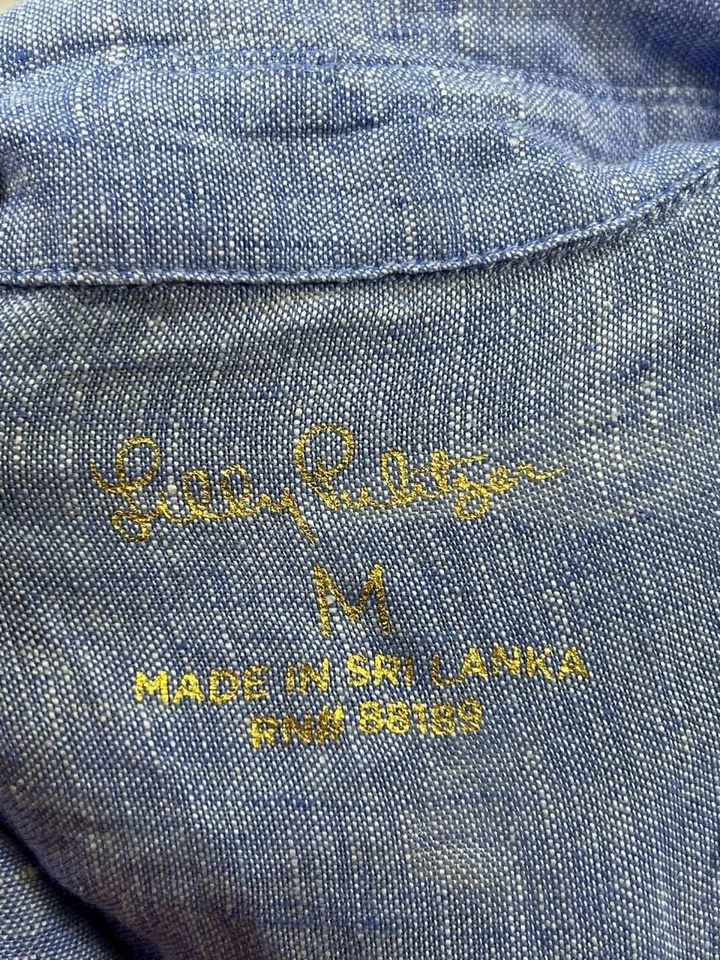 Lilly Pulitzer
M
MADE IN SRI LANKA
RN# 88189